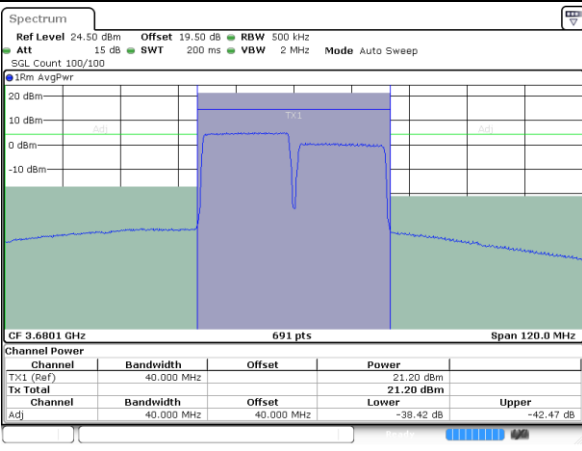 Spectrum
Ref Level 24.50 dBm Offset 19.50 dB RBW 500 kHz
Att 15 dB SWT 200 ms VBW 2 MHz Mode Auto Sweep
SGL Count 100/100
1Rm AvgPwr
20 dBm
TX1
10 dBm
Adj Adj
0 dBm
-10 dBm
CF 3.6801 GHz 691 pts Span 120.0 MHz
Channel Power
Channel Bandwidth Offset Power
TX1 (Ref) 40.000 MHz 21.20 dBm
Tx Total 21.20 dBm
Channel Bandwidth Offset Lower Upper
Adj 40.000 MHz 40.000 MHz -38.42 dB -42.47 dB
Ready